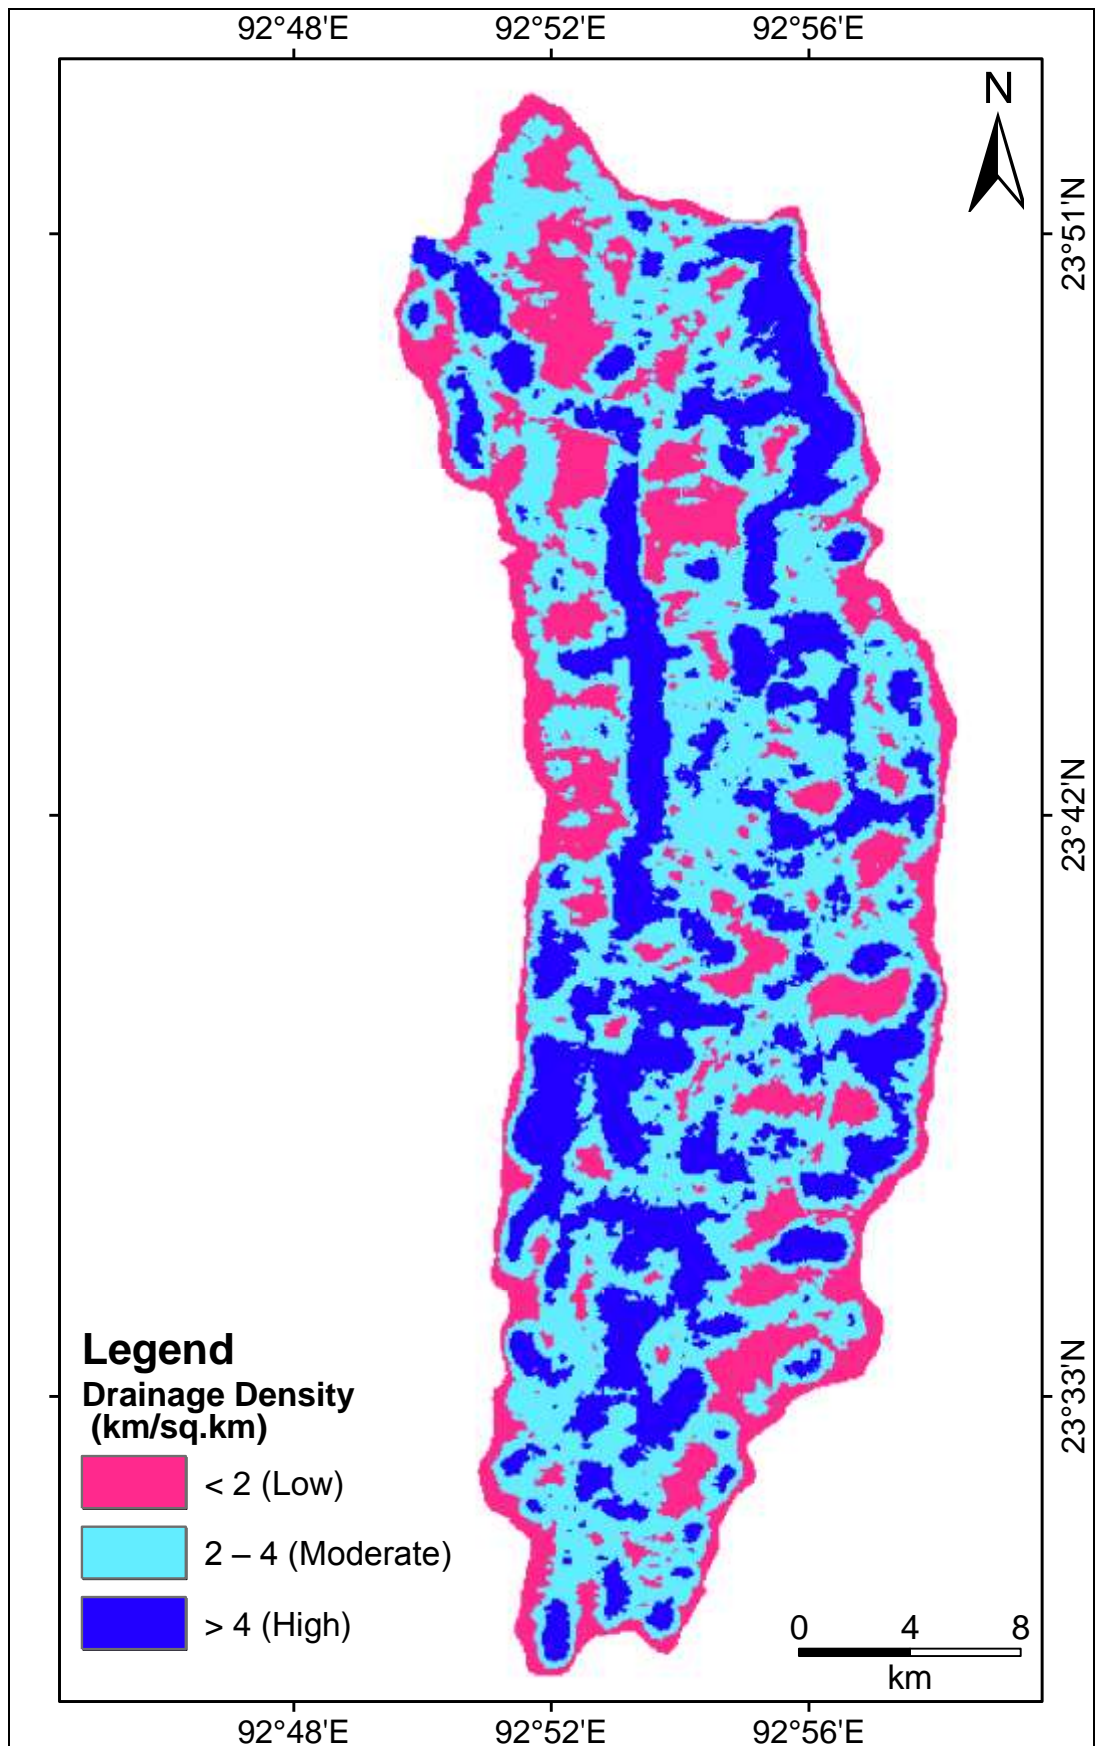 92°48'E 92°52'E 92°56'E
N
23°51'N
23°42'N
23°33'N
Legend
Drainage Density
(km/sq.km)
< 2 (Low)
2 – 4 (Moderate)
> 4 (High)
0 4 8
km
92°48'E 92°52'E 92°56'E